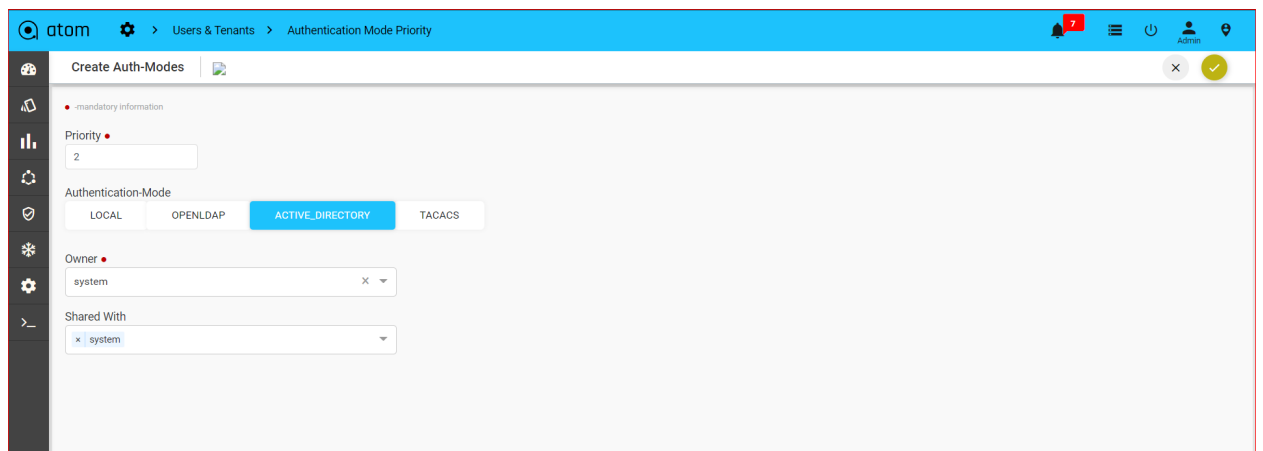 atom > Users & Tenants > Authentication Mode Priority 7 Admin
Create Auth-Modes
-mandatory information
Priority
2
Authentication-Mode
LOCAL OPENLDAP ACTIVE_DIRECTORY TACACS
Owner
system
Shared With
× system